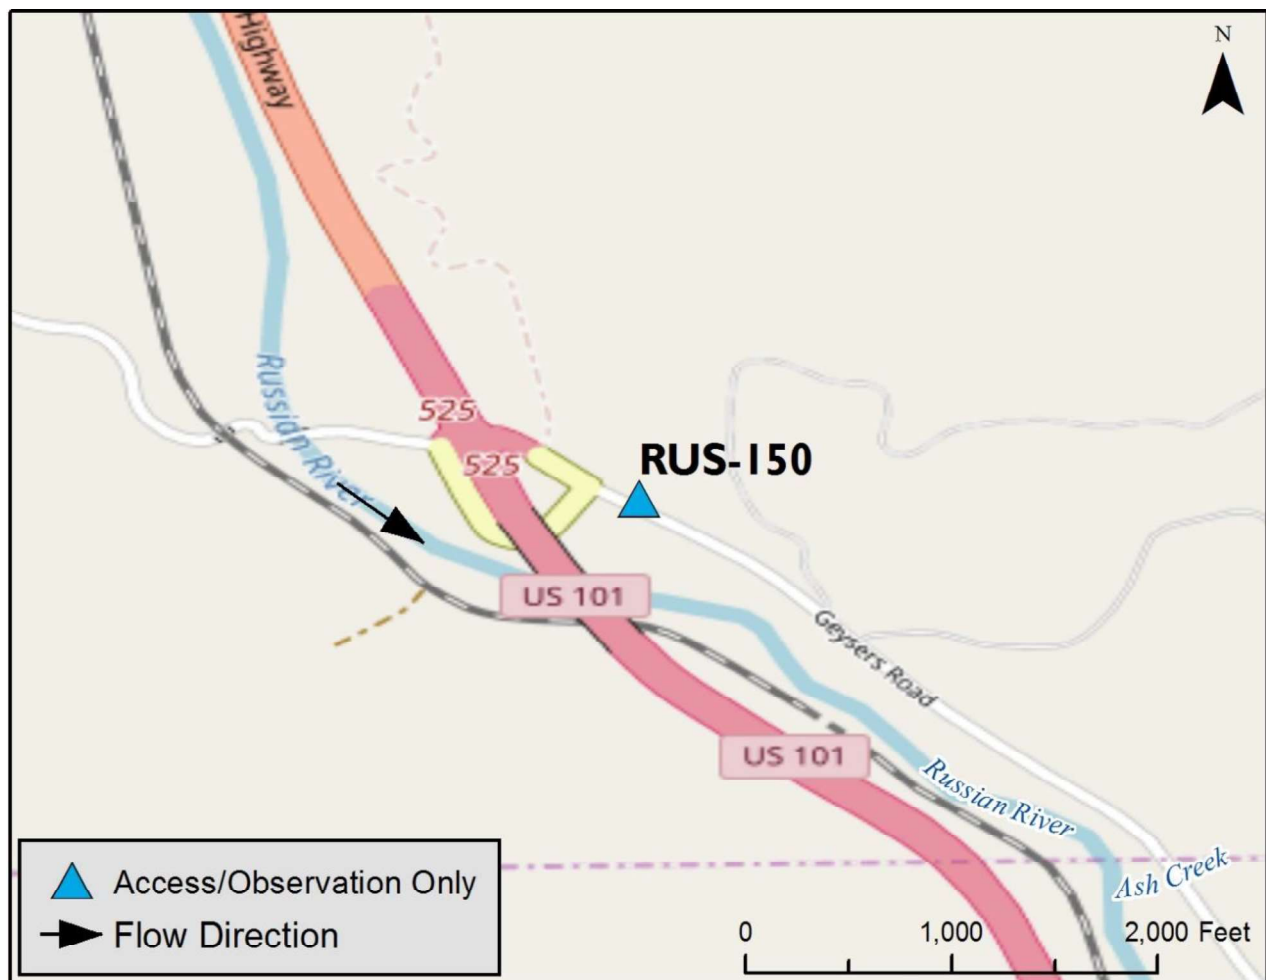 Highway
N
Russian River
525
525
RUS-150
US 101
Geysers Road
US 101
Russian River
Ash Creek
Access/Observation Only
Flow Direction
0 1,000 2,000 Feet